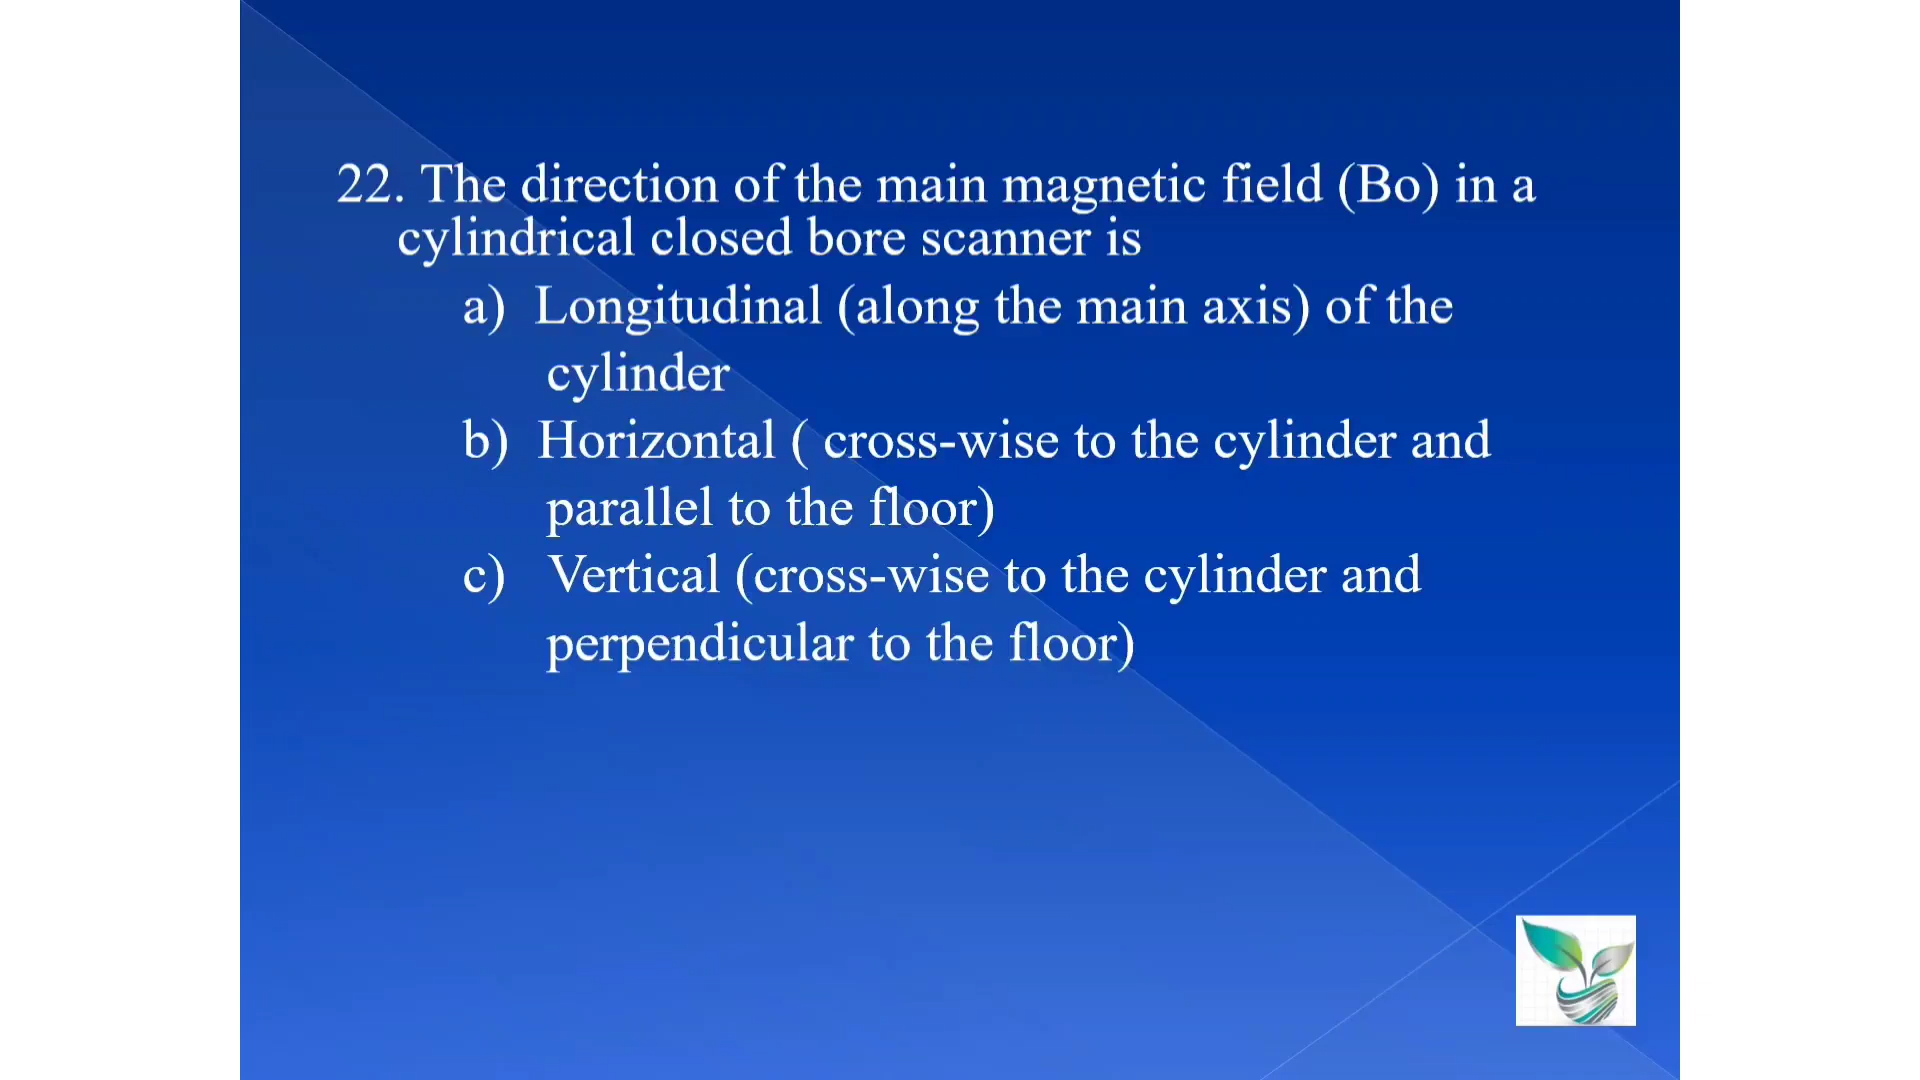 22. The direction of the main magnetic field (Bo) in a
cylindrical closed bore scanner is
a) Longitudinal (along the main axis) of the
cylinder
b) Horizontal ( cross-wise to the cylinder and
parallel to the floor)
c) Vertical (cross-wise to the cylinder and
perpendicular to the floor)